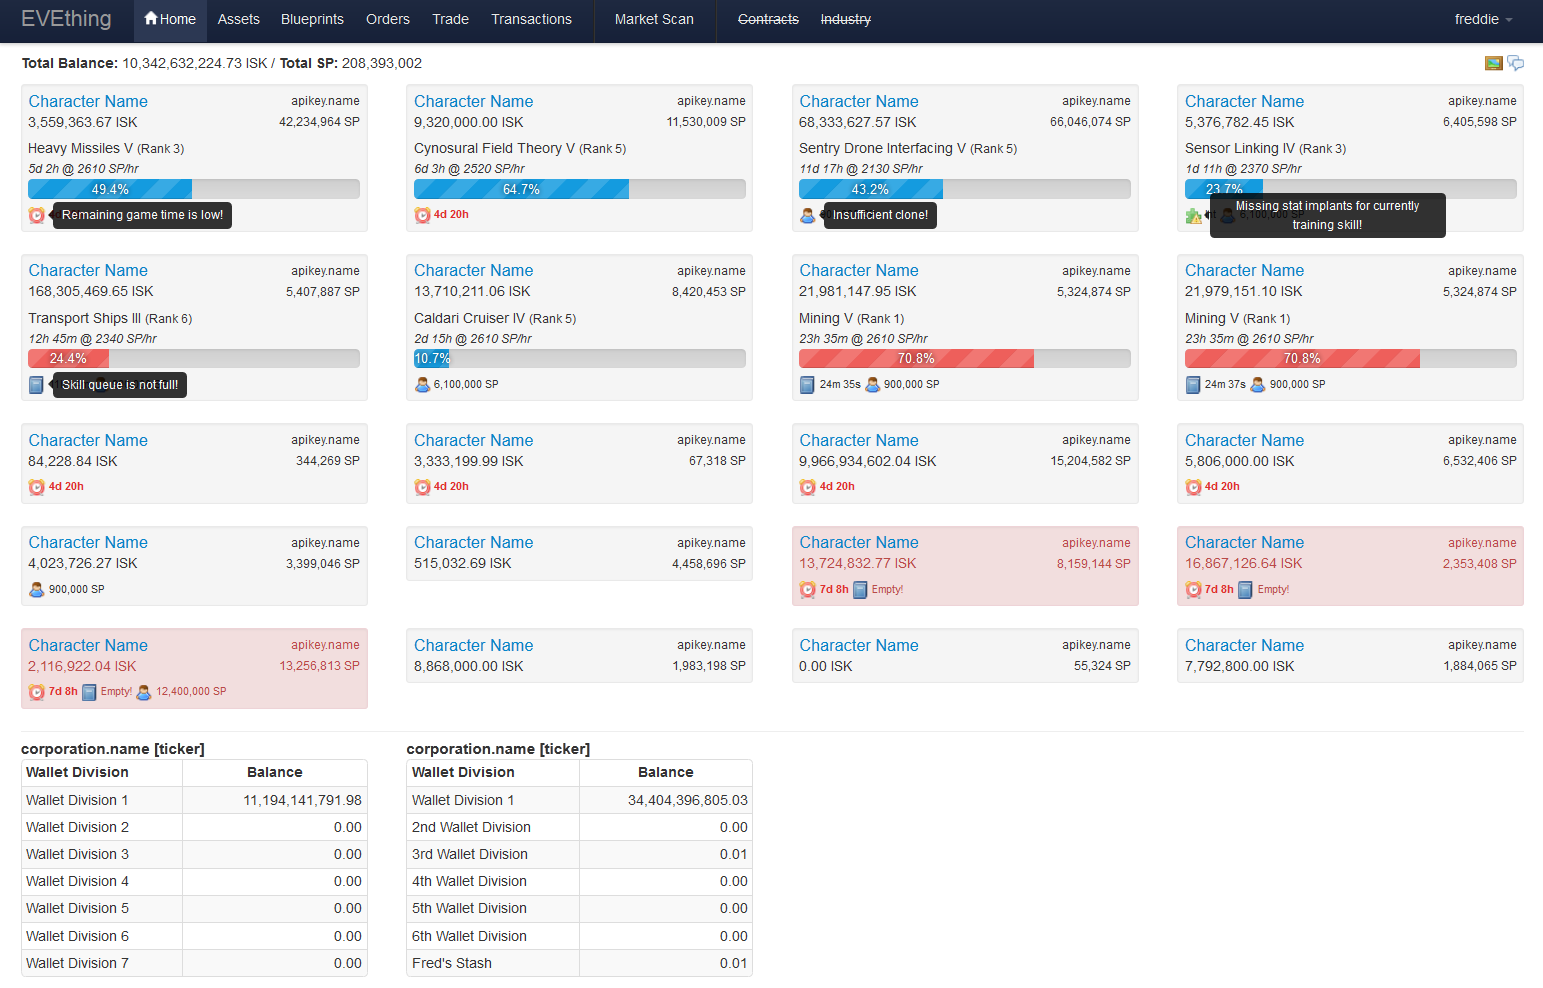 EVEthing Home Assets Blueprints Orders Trade Transactions Market Scan Contracts Industry freddie
Total Balance: 10,342,632,224.73 ISK / Total SP: 208,393,002
Character Name apikey.name
3,559,363.67 ISK 42,234,964 SP
Heavy Missiles V (Rank 3)
5d 2h @ 2610 SP/hr
49.4%
Remaining game time is low!
Character Name apikey.name
9,320,000.00 ISK 11,530,009 SP
Cynosural Field Theory V (Rank 5)
6d 3h @ 2520 SP/hr
64.7%
4d 20h
Character Name apikey.name
68,333,627.57 ISK 66,046,074 SP
Sentry Drone Interfacing V (Rank 5)
11d 17h @ 2130 SP/hr
43.2%
Insufficient clone!
Character Name apikey.name
5,376,782.45 ISK 6,405,598 SP
Sensor Linking IV (Rank 3)
1d 11h @ 2370 SP/hr
23.7%
Missing stat implants for currently
training skill!
Character Name apikey.name
168,305,469.65 ISK 5,407,887 SP
Transport Ships III (Rank 6)
12h 45m @ 2340 SP/hr
24.4%
Skill queue is not full!
Character Name apikey.name
13,710,211.06 ISK 8,420,453 SP
Caldari Cruiser IV (Rank 5)
2d 15h @ 2610 SP/hr
10.7%
6,100,000 SP
Character Name apikey.name
21,981,147.95 ISK 5,324,874 SP
Mining V (Rank 1)
23h 35m @ 2610 SP/hr
70.8%
24m 35s 900,000 SP
Character Name apikey.name
21,979,151.10 ISK 5,324,874 SP
Mining V (Rank 1)
23h 35m @ 2610 SP/hr
70.8%
24m 37s 900,000 SP
Character Name apikey.name
84,228.84 ISK 344,269 SP
4d 20h
Character Name apikey.name
3,333,199.99 ISK 67,318 SP
4d 20h
Character Name apikey.name
9,966,934,602.04 ISK 15,204,582 SP
4d 20h
Character Name apikey.name
5,806,000.00 ISK 6,532,406 SP
4d 20h
Character Name apikey.name
4,023,726.27 ISK 3,399,046 SP
900,000 SP
Character Name apikey.name
515,032.69 ISK 4,458,696 SP
Character Name apikey.name
13,724,832.77 ISK 8,159,144 SP
7d 8h Empty!
Character Name apikey.name
16,867,126.64 ISK 2,353,408 SP
7d 8h Empty!
Character Name apikey.name
2,116,922.04 ISK 13,256,813 SP
7d 8h Empty! 12,400,000 SP
Character Name apikey.name
8,868,000.00 ISK 1,983,198 SP
Character Name apikey.name
0.00 ISK 55,324 SP
Character Name apikey.name
7,792,800.00 ISK 1,884,065 SP
corporation.name [ticker]
Wallet Division Balance
Wallet Division 1 11,194,141,791.98
Wallet Division 2 0.00
Wallet Division 3 0.00
Wallet Division 4 0.00
Wallet Division 5 0.00
Wallet Division 6 0.00
Wallet Division 7 0.00
corporation.name [ticker]
Wallet Division Balance
Wallet Division 1 34,404,396,805.03
2nd Wallet Division 0.00
3rd Wallet Division 0.01
4th Wallet Division 0.00
5th Wallet Division 0.00
6th Wallet Division 0.00
Fred's Stash 0.01